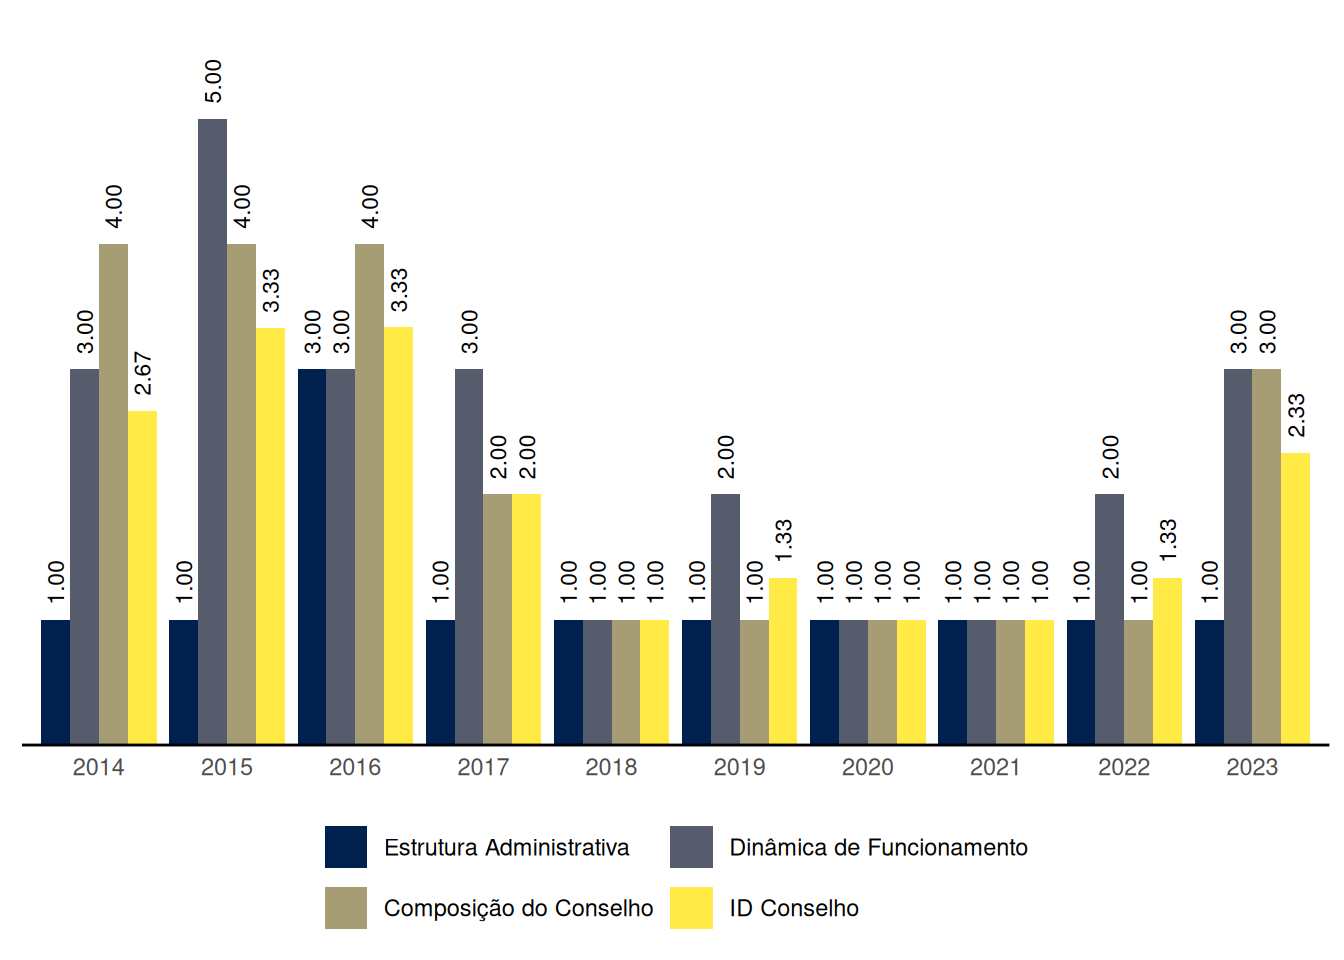 1.00 3.00 4.00 2.67 1.00 5.00 4.00 3.33 3.00 3.00 4.00 3.33 1.00 3.00 2.00 2.00 1.00 1.00 1.00 1.00 1.00 2.00 1.00 1.33 1.00 1.00 1.00 1.00 1.00 1.00 1.00 1.00 1.00 2.00 1.00 1.33 1.00 3.00 3.00 2.33
2014 2015 2016 2017 2018 2019 2020 2021 2022 2023
Estrutura Administrativa Dinâmica de Funcionamento
Composição do Conselho ID Conselho